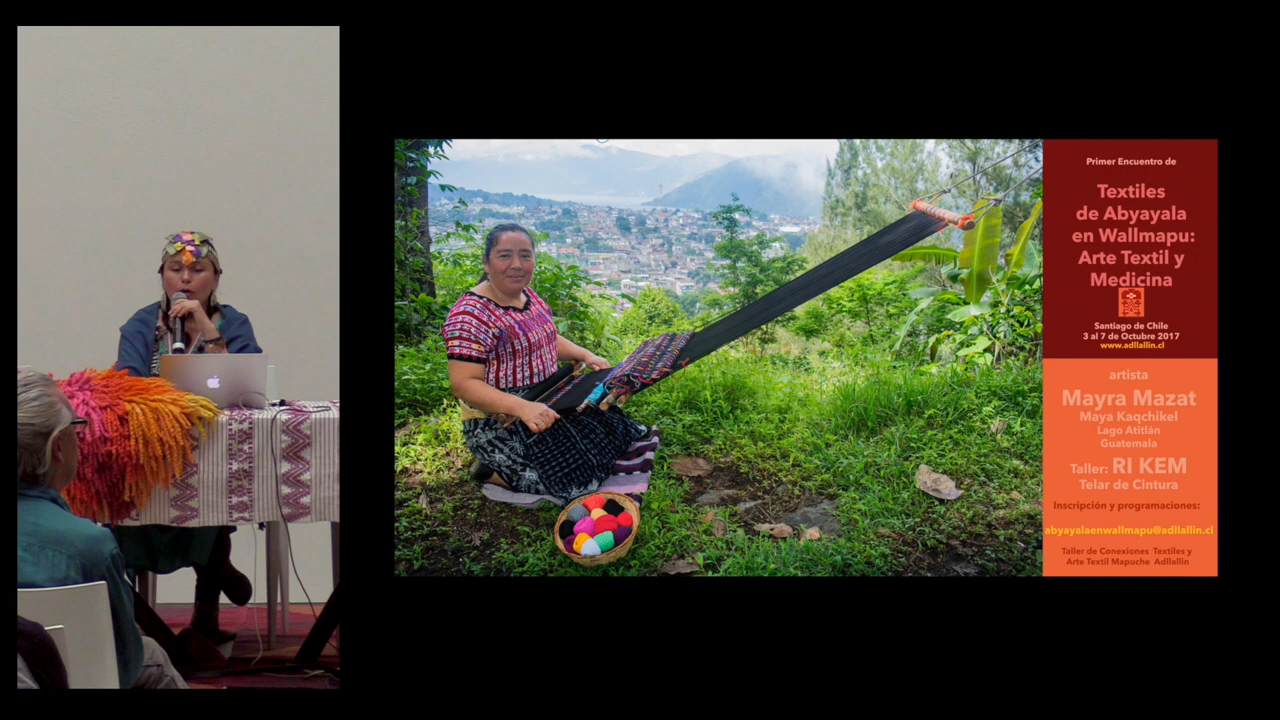 Primer Encuentro de
Textiles
de Abyayala
en Wallmapu:
Arte Textil y
Medicina
Santiago de Chile
3 al 7 de Octubre 2017
www.adllallin.cl
artista
Mayra Mazat
Maya Kaqchikel
Lago Atitlán
Guatemala
Taller: RI KEM
Telar de Cintura
Inscripción y programaciones:
abyayalaenwallmapu@adllallin.cl
Taller de Conexiones Textiles y
Arte Textil Mapuche Adllallin